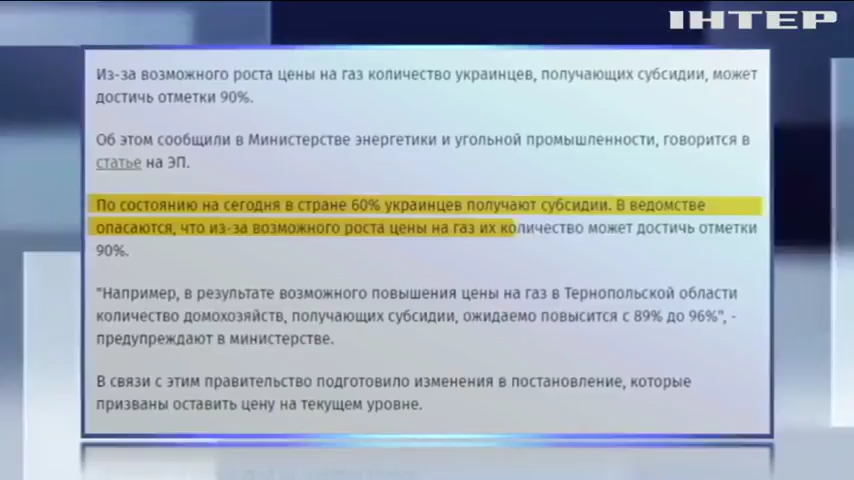 ІНТЕР
Из-за возможного роста цены на газ количество украинцев, получающих субсидии, может
достичь отметки 90%.
Об этом сообщили в Министерстве энергетики и угольной промышленности, говорится в
статье на ЭП.
По состоянию на сегодня в стране 60% украинцев получают субсидии. В ведомстве
опасаются, что из-за возможного роста цены на газ их количество может достичь отметки
90%.
"Например, в результате возможного повышения цены на газ в Тернопольской области
количество домохозяйств, получающих субсидии, ожидаемо повысится с 89% до 96%", -
предупреждают в министерстве.
В связи с этим правительство подготовило изменения в постановление, которые
призваны оставить цену на текущем уровне.